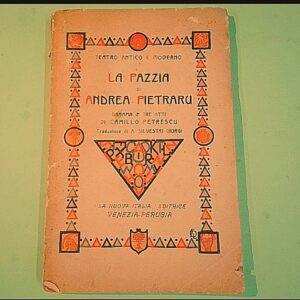 TEATRO ANTICO E MODERNO
LA PAZZIA
DI
ANDREA PIETRARU
DRAMMA IN TRE ATTI
DI CAMILLO PETRESCU
Traduzione di A. SILVESTRI GIORGI
LA NUOVA ITALIA EDITRICE
VENEZIA-PERUGIA